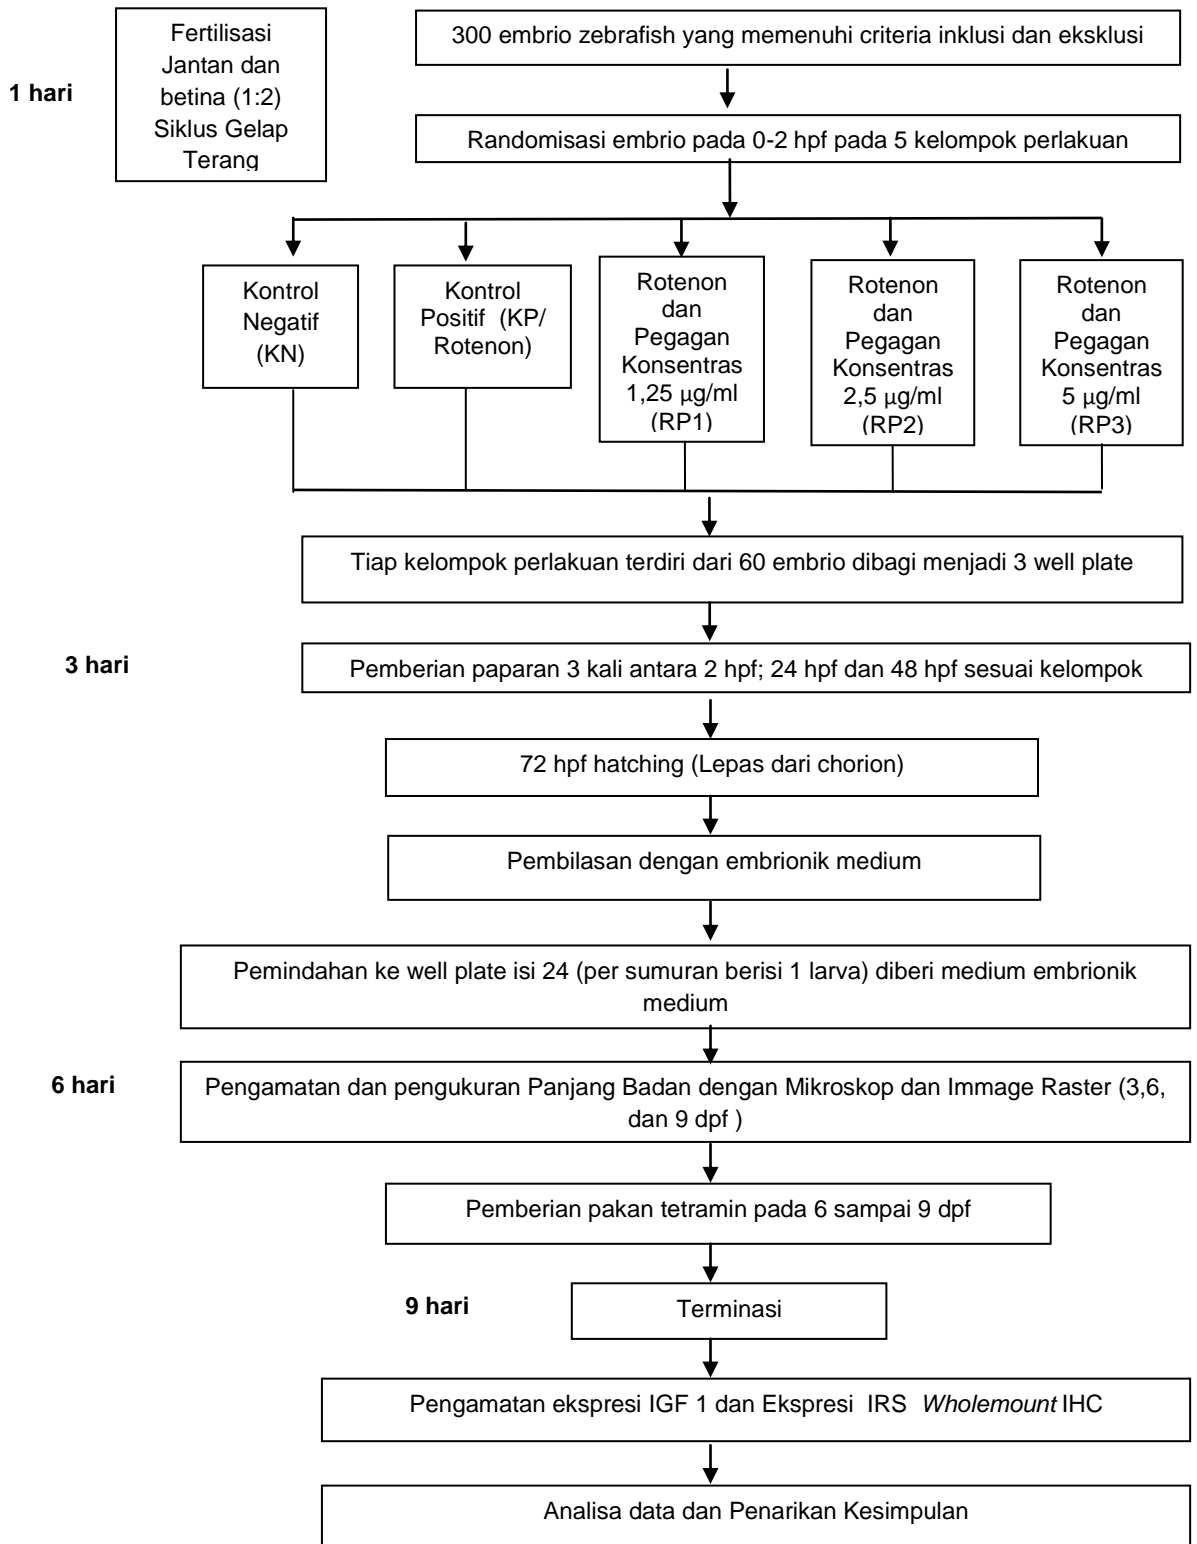 Fertilisasi
Jantan dan
betina (1:2)
Siklus Gelap
Terang
1 hari
300 embrio zebrafish yang memenuhi criteria inklusi dan eksklusi
Randomisasi embrio pada 0-2 hpf pada 5 kelompok perlakuan
Kontrol
Negatif
(KN)
Kontrol
Positif (KP/
Rotenon)
Rotenon
dan
Pegagan
Konsentras
1,25 µg/ml
(RP1)
Rotenon
dan
Pegagan
Konsentras
2,5 µg/ml
(RP2)
Rotenon
dan
Pegagan
Konsentras
5 µg/ml
(RP3)
Tiap kelompok perlakuan terdiri dari 60 embrio dibagi menjadi 3 well plate
3 hari
Pemberian paparan 3 kali antara 2 hpf; 24 hpf dan 48 hpf sesuai kelompok
72 hpf hatching (Lepas dari chorion)
Pembilasan dengan embrionik medium
Pemindahan ke well plate isi 24 (per sumuran berisi 1 larva) diberi medium embrionik
medium
6 hari
Pengamatan dan pengukuran Panjang Badan dengan Mikroskop dan Immage Raster (3,6,
dan 9 dpf )
Pemberian pakan tetramin pada 6 sampai 9 dpf
9 hari
Terminasi
Pengamatan ekspresi IGF 1 dan Ekspresi IRS Wholemount IHC
Analisa data dan Penarikan Kesimpulan